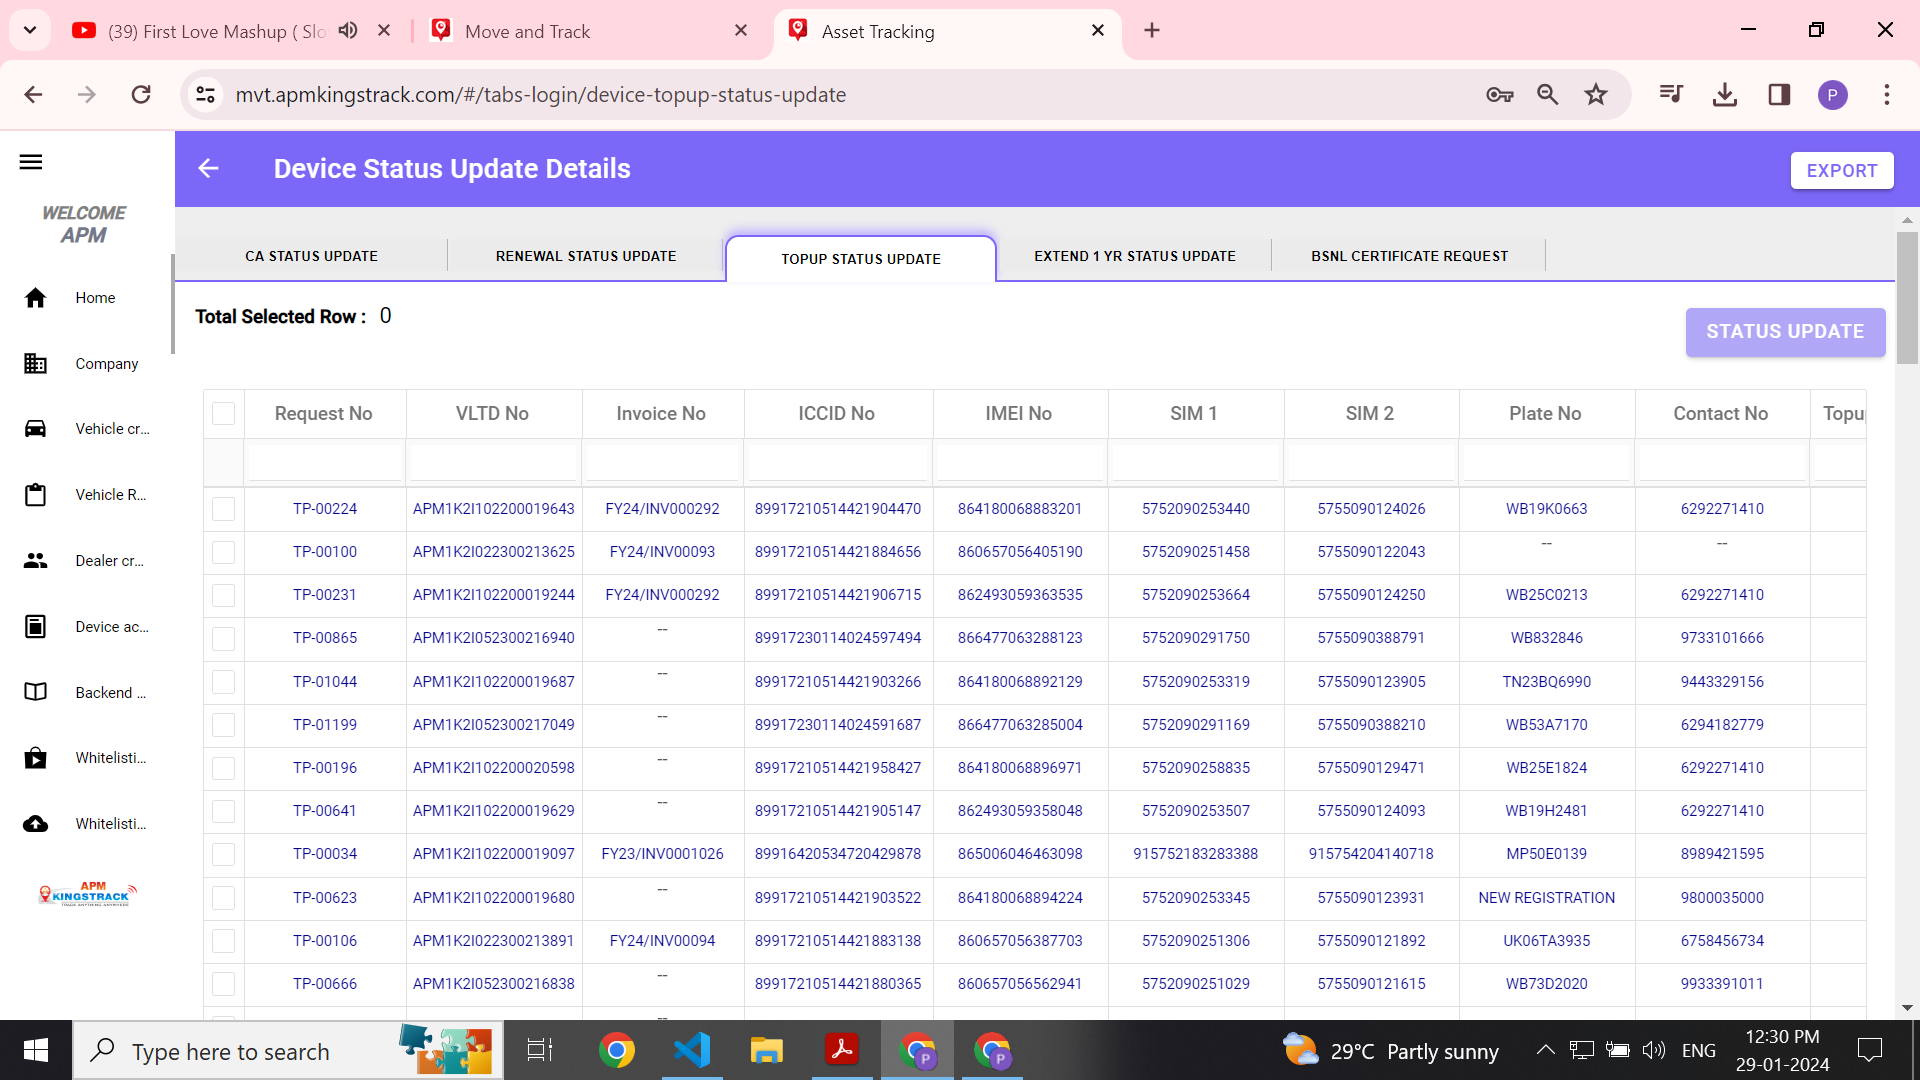 (39) First Love Mashup ( Slo
Move and Track
Asset Tracking
mvt.apmkingstrack.com/#/tabs-login/device-topup-status-update
P
WELCOME
APM
Home
Company
Vehicle cr...
Vehicle R...
Dealer cr...
Device ac...
Backend ...
Whitelisti...
Whitelisti...
APM
KINGSTRACK
Device Status Update Details
EXPORT
CA STATUS UPDATE RENEWAL STATUS UPDATE TOPUP STATUS UPDATE EXTEND 1 YR STATUS UPDATE BSNL CERTIFICATE REQUEST
Total Selected Row : 0
STATUS UPDATE
Request No VLTD No Invoice No ICCID No IMEI No SIM 1 SIM 2 Plate No Contact No Topu
TP-00224 APM1K2I102200019643 FY24/INV000292 89917210514421904470 864180068883201 5752090253440 5755090124026 WB19K0663 6292271410
TP-00100 APM1K2I022300213625 FY24/INV00093 89917210514421884656 860657056405190 5752090251458 5755090122043 -- --
TP-00231 APM1K2I102200019244 FY24/INV000292 89917210514421906715 862493059363535 5752090253664 5755090124250 WB25C0213 6292271410
TP-00865 APM1K2I052300216940 -- 89917230114024597494 866477063288123 5752090291750 5755090388791 WB832846 9733101666
TP-01044 APM1K2I102200019687 -- 89917210514421903266 864180068892129 5752090253319 5755090123905 TN23BQ6990 9443329156
TP-01199 APM1K2I052300217049 -- 89917230114024591687 866477063285004 5752090291169 5755090388210 WB53A7170 6294182779
TP-00196 APM1K2I102200020598 -- 89917210514421958427 864180068896971 5752090258835 5755090129471 WB25E1824 6292271410
TP-00641 APM1K2I102200019629 -- 89917210514421905147 862493059358048 5752090253507 5755090124093 WB19H2481 6292271410
TP-00034 APM1K2I102200019097 FY23/INV0001026 89916420534720429878 865006046463098 915752183283388 915754204140718 MP50E0139 8989421595
TP-00623 APM1K2I102200019680 -- 89917210514421903522 864180068894224 5752090253345 5755090123931 NEW REGISTRATION 9800035000
TP-00106 APM1K2I022300213891 FY24/INV00094 89917210514421883138 860657056387703 5752090251306 5755090121892 UK06TA3935 6758456734
TP-00666 APM1K2I052300216838 -- 89917210514421880365 860657056562941 5752090251029 5755090121615 WB73D2020 9933391011
--
Type here to search
29°C Partly sunny
ENG
12:30 PM
29-01-2024